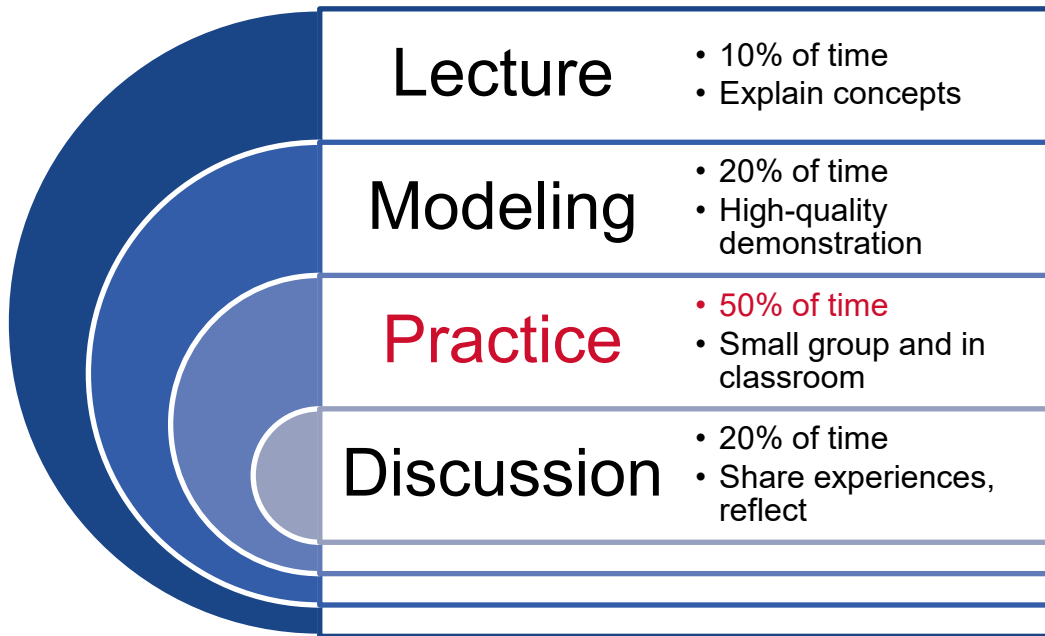 Lecture
• 10% of time
• Explain concepts
Modeling
• 20% of time
• High-quality
demonstration
Practice
• 50% of time
• Small group and in
classroom
Discussion
• 20% of time
• Share experiences,
reflect